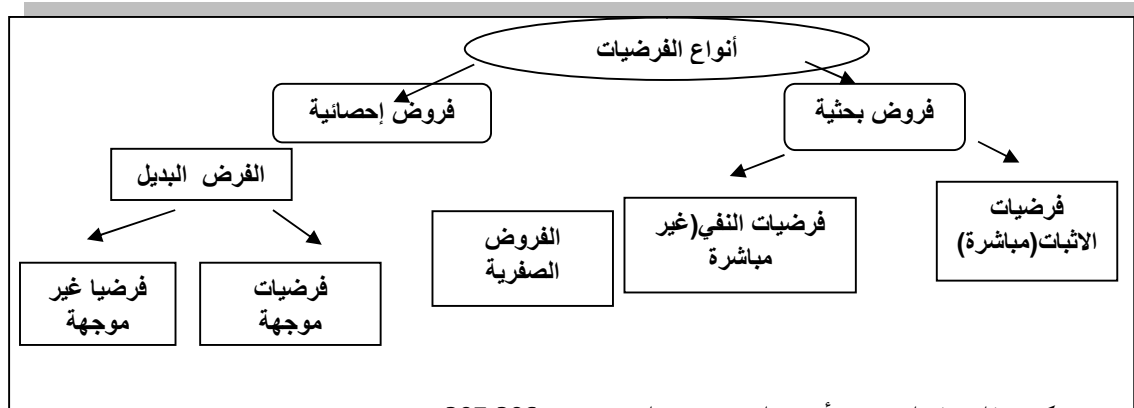 أنواع الفرضيات
فروض بحثية
فروض إحصائية
الفرض البديل
فرضيات
الاثبات(مباشرة)
فرضيات النفي(غير
مباشرة
الفروض
الصفرية
فرضيات
موجهة
فرضيا غير
موجهة